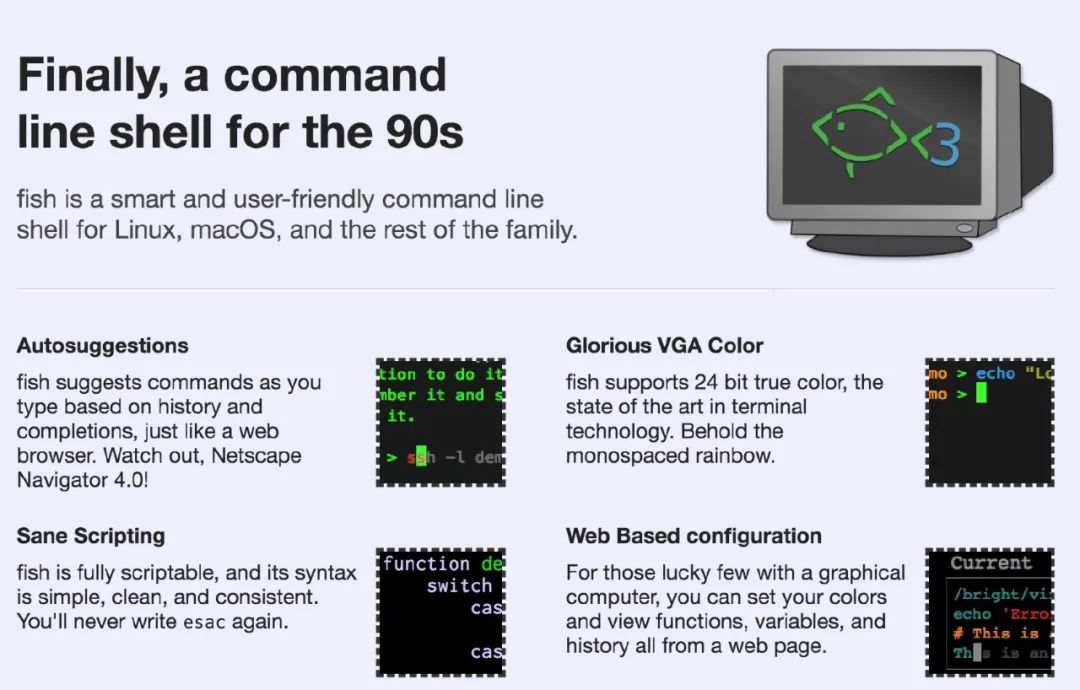 Finally, a command
line shell for the 90s
fish is a smart and user-friendly command line
shell for Linux, macOS, and the rest of the family.
3
Autosuggestions
fish suggests commands as you
type based on history and
completions, just like a web
browser. Watch out, Netscape
Navigator 4.0!
tion to do it
mber it and s
it.
> ssh -l dem
Glorious VGA Color
fish supports 24 bit true color, the
state of the art in terminal
technology. Behold the
monospaced rainbow.
mo > echo "Lo
mo >
Sane Scripting
fish is fully scriptable, and its syntax
is simple, clean, and consistent.
You'll never write esac again.
function de
switch
cas
cas
Web Based configuration
For those lucky few with a graphical
computer, you can set your colors
and view functions, variables, and
history all from a web page.
Current
/bright/vi
echo 'Erro
# This is
This is an